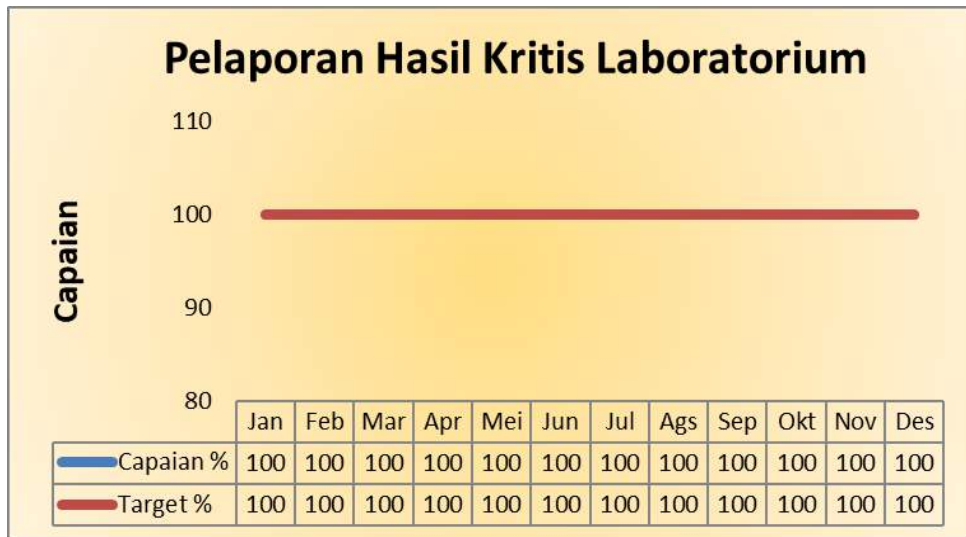 Pelaporan Hasil Kritis Laboratorium
Capaian
110
100
90
80
Jan Feb Mar Apr Mei Jun Jul Ags Sep Okt Nov Des
Capaian % 100 100 100 100 100 100 100 100 100 100 100 100
Target % 100 100 100 100 100 100 100 100 100 100 100 100